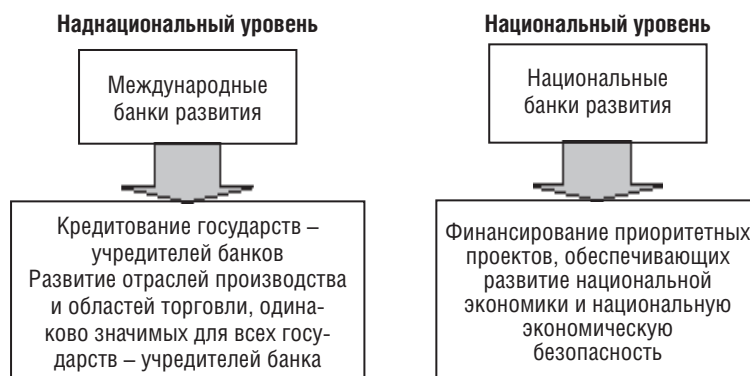 Наднациональный уровень
Международные
банки развития
Кредитование государств –
учредителей банков
Развитие отраслей производства
и областей торговли, одина-
ково значимых для всех госу-
дарств – учредителей банка
Национальный уровень
Национальные
банки развития
Финансирование приоритетных
проектов, обеспечивающих
развитие национальной
экономики и национальную
экономическую
безопасность